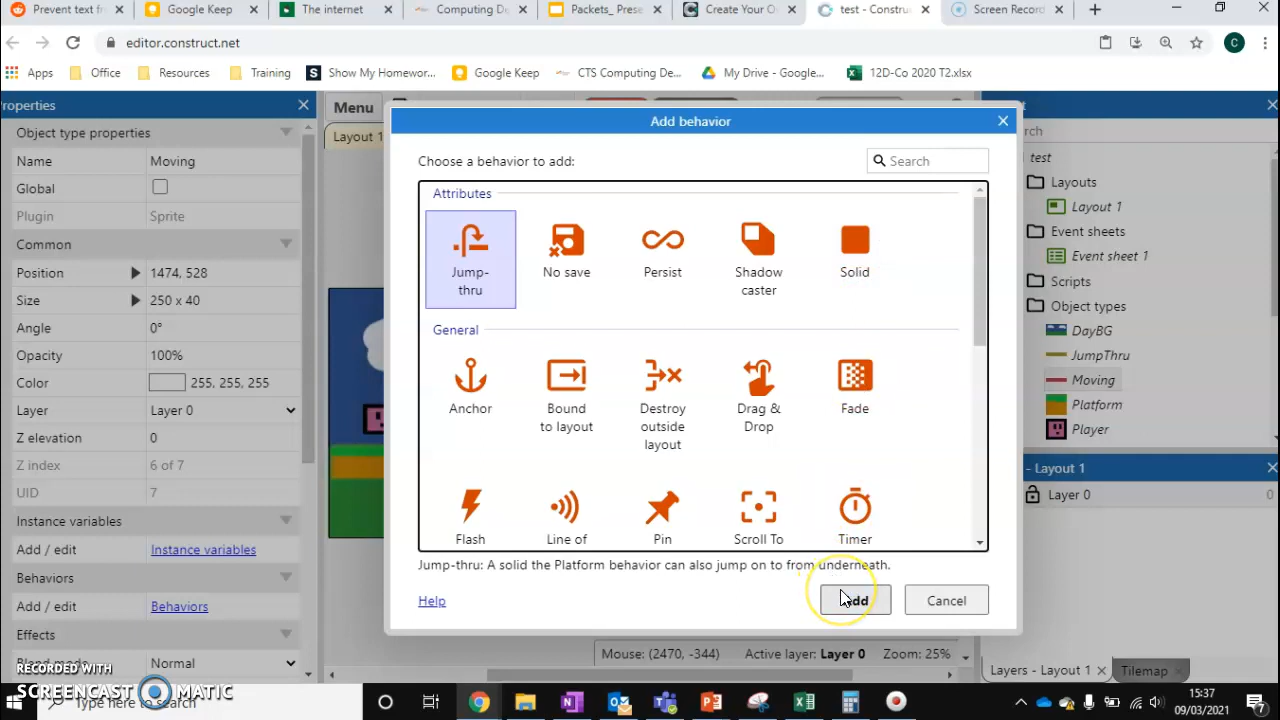 Prevent text fr
Google Keep
The internet
Computing De
Packets_ Prese
Create Your O
test - Constru
Screen Record
editor.construct.net
Apps
Office
Resources
Training
Show My Homewor...
Google Keep
CTS Computing De...
My Drive - Google...
12D-Co 2020 T2.xlsx
C
roperties
Menu
Layout 1
Object type properties
Name Moving
Global
Plugin Sprite
Common
Position 1474, 528
Size 250 x 40
Angle 0°
Opacity 100%
Color 255, 255, 255
Layer Layer 0
Z elevation 0
Z index 6 of 7
UID 7
Instance variables
Add / edit Instance variables
Behaviors
Add / edit Behaviors
Effects
Normal
Add behavior
Choose a behavior to add:
Search
Attributes
Jump-
thru
No save
Persist
Shadow
caster
Solid
General
Anchor
Bound
to layout
Destroy
outside
layout
Drag &
Drop
Fade
Flash
Line of
Pin
Scroll To
Timer
Jump-thru: A solid the Platform behavior can also jump on to from underneath.
Help
Cancel
t
rch
test
Layouts
Layout 1
Event sheets
Event sheet 1
Scripts
Object types
DayBG
JumpThru
Moving
Platform
Player
- Layout 1
Layer 0
0
Mouse: (2470, -344) Active layer: Layer 0 Zoom: 25%
Layers - Layout 1
Tilemap
RECORDED WITH
SCREENCAST MATIC
Type here to search
15:37
09/03/2021
7